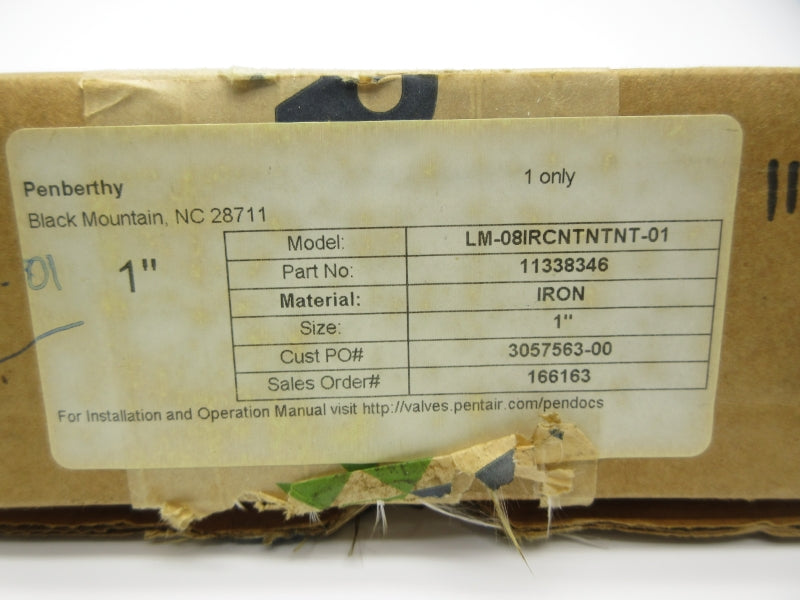 Penberthy
1 only
Black Mountain, NC 28711
01
1"
Model: LM-08IRCNTNTNT-01
Part No: 11338346
Material: IRON
Size: 1"
Cust PO# 3057563-00
Sales Order# 166163
For Installation and Operation Manual visit http://valves.pentair.com/pendocs